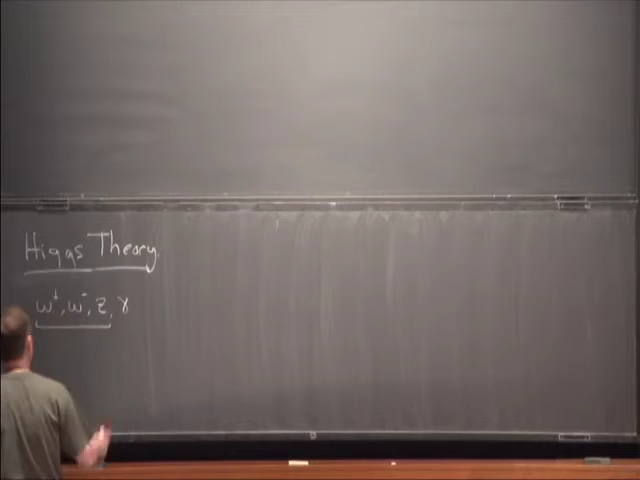 Higgs Theory.
W⁺, W⁻, Z, γ